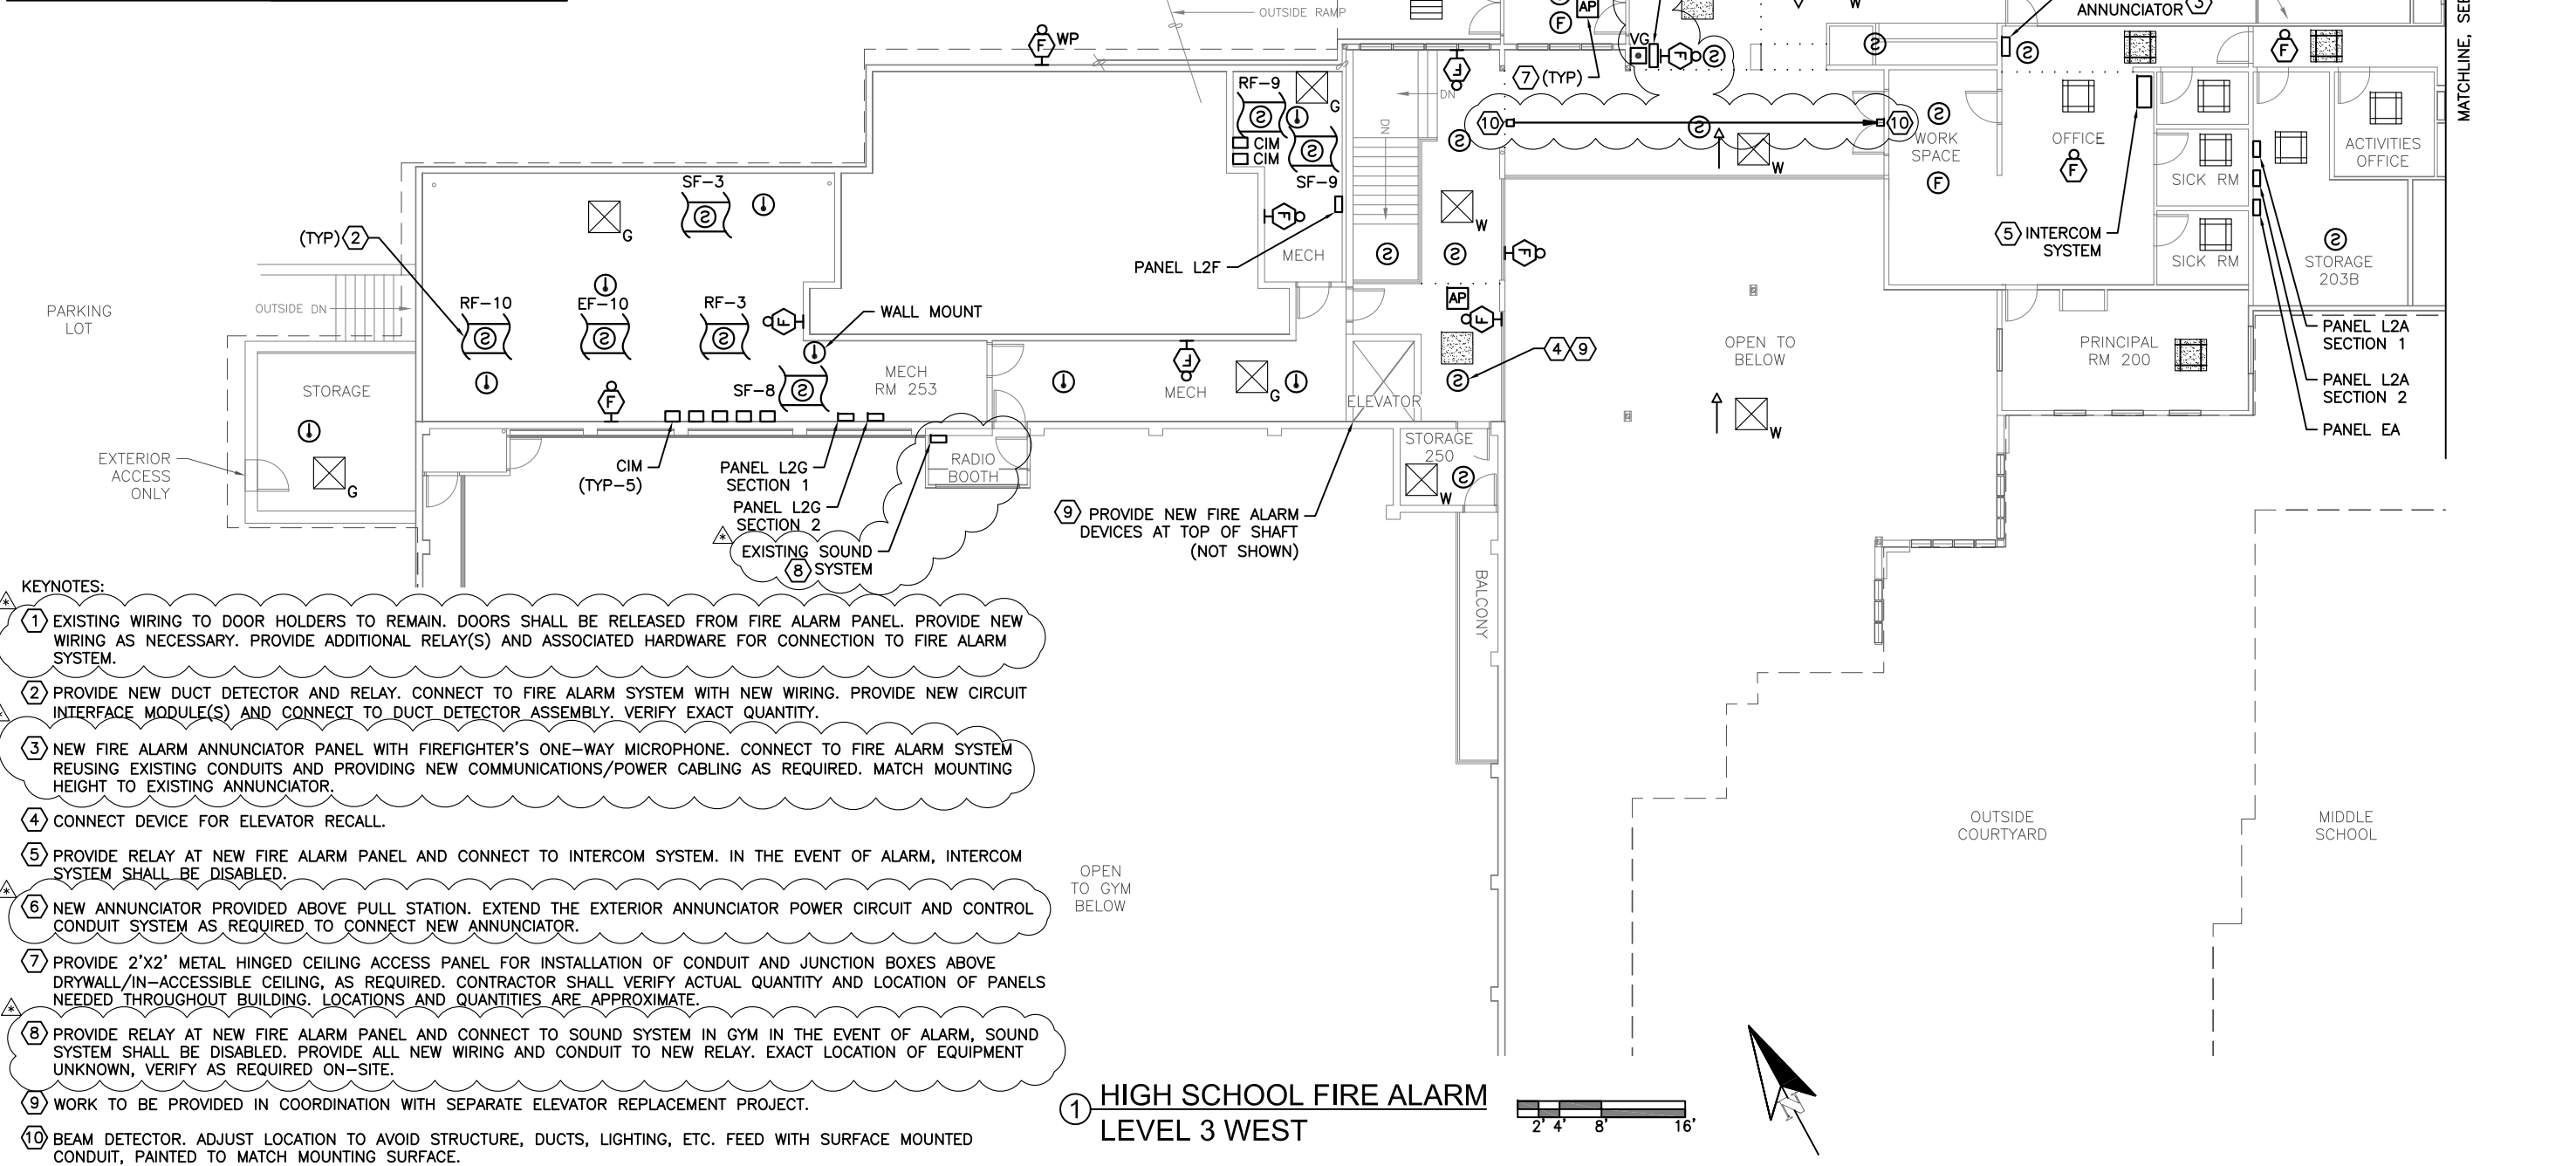 OUTSIDE RAMP
AP
F
W
ANNUNCIATOR 3
MATCHLINE, SEE
F WP
VG
F
S
S
S
F
F
7 (TYP)
RF-9
G
S
CIM
CIM
S
SF-9
DN
DN
10
S
10
S
S
W
WORK
SPACE
F
OFFICE
F
ACTIVITIES
OFFICE
SICK RM
SF-3
S
G
(TYP) 2
F
MECH
PANEL L2F
W
S
S
F
5 INTERCOM
SYSTEM
SICK RM
S
STORAGE
203B
PARKING
LOT
OUTSIDE DN
RF-10
S
EF-10
S
RF-3
S
F
WALL MOUNT
AP
F
4 9
S
OPEN TO
BELOW
PRINCIPAL
RM 200
PANEL L2A
SECTION 1
PANEL L2A
SECTION 2
PANEL EA
STORAGE
F
SF-8
S
MECH
RM 253
F
MECH
G
ELEVATOR
W
G
EXTERIOR
ACCESS
ONLY
CIM
(TYP-5)
PANEL L2G
SECTION 1
PANEL L2G
SECTION 2
RADIO
BOOTH
STORAGE
250
S
W
*
EXISTING SOUND
8 SYSTEM
9 PROVIDE NEW FIRE ALARM
DEVICES AT TOP OF SHAFT
(NOT SHOWN)
BALCONY
OPEN
TO GYM
BELOW
OUTSIDE
COURTYARD
MIDDLE
SCHOOL
KEYNOTES:
*
1 EXISTING WIRING TO DOOR HOLDERS TO REMAIN. DOORS SHALL BE RELEASED FROM FIRE ALARM PANEL. PROVIDE NEW
WIRING AS NECESSARY. PROVIDE ADDITIONAL RELAY(S) AND ASSOCIATED HARDWARE FOR CONNECTION TO FIRE ALARM
SYSTEM.
2 PROVIDE NEW DUCT DETECTOR AND RELAY. CONNECT TO FIRE ALARM SYSTEM WITH NEW WIRING. PROVIDE NEW CIRCUIT
INTERFACE MODULE(S) AND CONNECT TO DUCT DETECTOR ASSEMBLY. VERIFY EXACT QUANTITY.
3 NEW FIRE ALARM ANNUNCIATOR PANEL WITH FIREFIGHTER'S ONE-WAY MICROPHONE. CONNECT TO FIRE ALARM SYSTEM
REUSING EXISTING CONDUITS AND PROVIDING NEW COMMUNICATIONS/POWER CABLING AS REQUIRED. MATCH MOUNTING
HEIGHT TO EXISTING ANNUNCIATOR.
4 CONNECT DEVICE FOR ELEVATOR RECALL.
5 PROVIDE RELAY AT NEW FIRE ALARM PANEL AND CONNECT TO INTERCOM SYSTEM. IN THE EVENT OF ALARM, INTERCOM
SYSTEM SHALL BE DISABLED.
*
6 NEW ANNUNCIATOR PROVIDED ABOVE PULL STATION. EXTEND THE EXTERIOR ANNUNCIATOR POWER CIRCUIT AND CONTROL
CONDUIT SYSTEM AS REQUIRED TO CONNECT NEW ANNUNCIATOR.
7 PROVIDE 2'X2' METAL HINGED CEILING ACCESS PANEL FOR INSTALLATION OF CONDUIT AND JUNCTION BOXES ABOVE
DRYWALL/IN-ACCESSIBLE CEILING, AS REQUIRED. CONTRACTOR SHALL VERIFY ACTUAL QUANTITY AND LOCATION OF PANELS
NEEDED THROUGHOUT BUILDING. LOCATIONS AND QUANTITIES ARE APPROXIMATE.
*
8 PROVIDE RELAY AT NEW FIRE ALARM PANEL AND CONNECT TO SOUND SYSTEM IN GYM IN THE EVENT OF ALARM, SOUND
SYSTEM SHALL BE DISABLED. PROVIDE ALL NEW WIRING AND CONDUIT TO NEW RELAY. EXACT LOCATION OF EQUIPMENT
UNKNOWN, VERIFY AS REQUIRED ON-SITE.
9 WORK TO BE PROVIDED IN COORDINATION WITH SEPARATE ELEVATOR REPLACEMENT PROJECT.
10 BEAM DETECTOR. ADJUST LOCATION TO AVOID STRUCTURE, DUCTS, LIGHTING, ETC. FEED WITH SURFACE MOUNTED
CONDUIT, PAINTED TO MATCH MOUNTING SURFACE.
1 HIGH SCHOOL FIRE ALARM
LEVEL 3 WEST
2' 4' 8' 16'
N